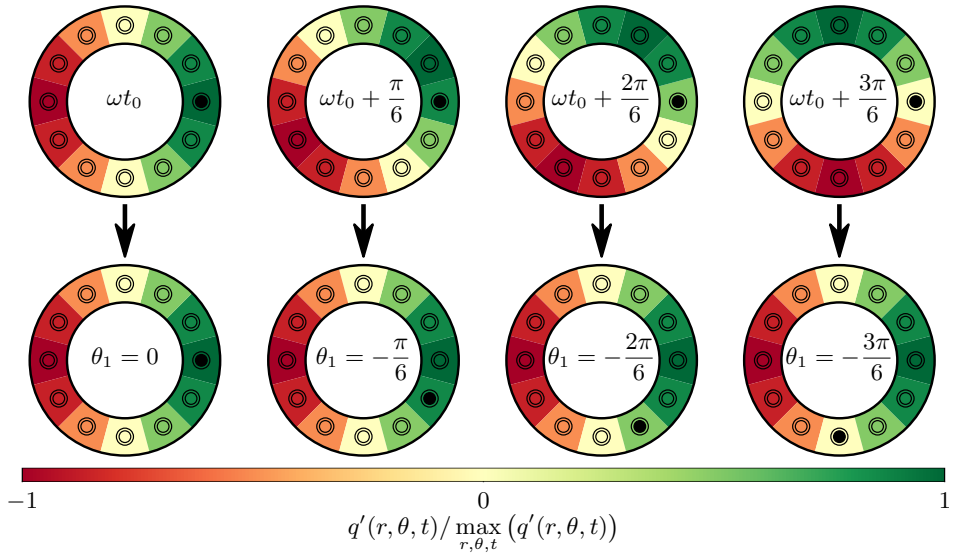 ωt₀
ωt₀ + π/6
ωt₀ + 2π/6
ωt₀ + 3π/6
θ₁ = 0
θ₁ = −π/6
θ₁ = −2π/6
θ₁ = −3π/6
−1 0 1
q′(r, θ, t)/ max_{r,θ,t} (q′(r, θ, t))